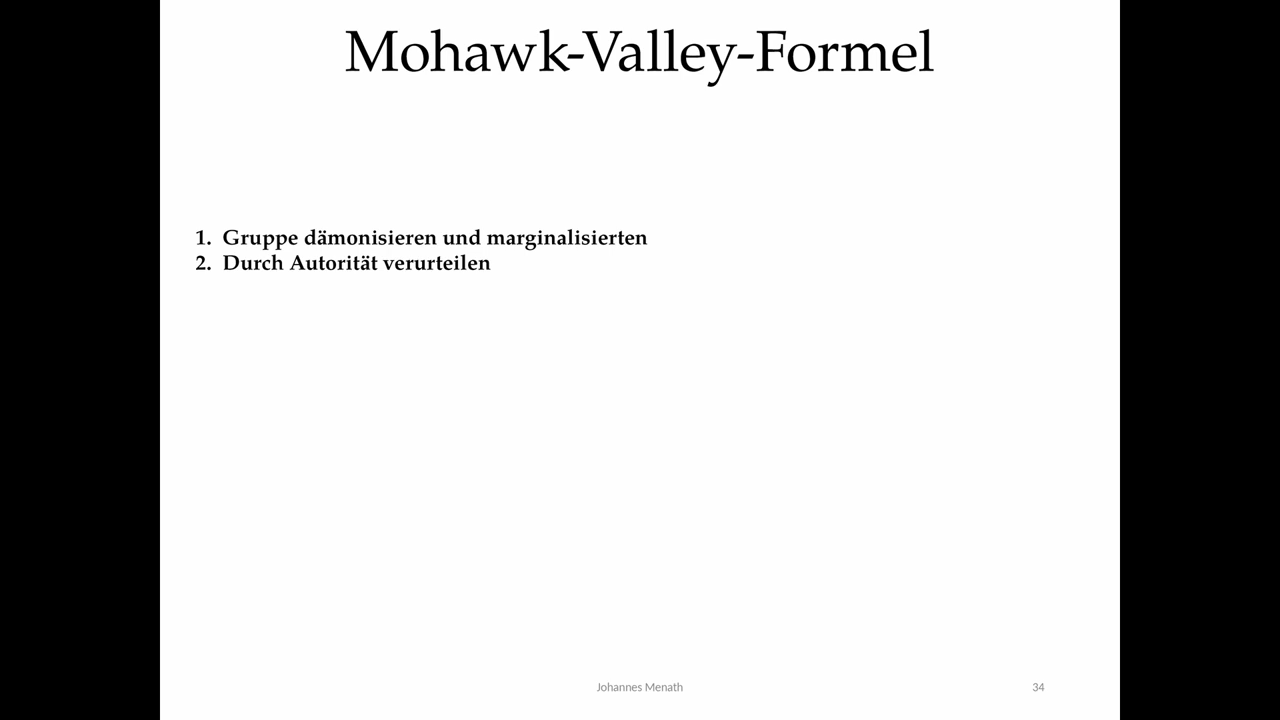 Mohawk-Valley-Formel
1. Gruppe dämonisieren und marginalisierten
2. Durch Autorität verurteilen
Johannes Menath
34